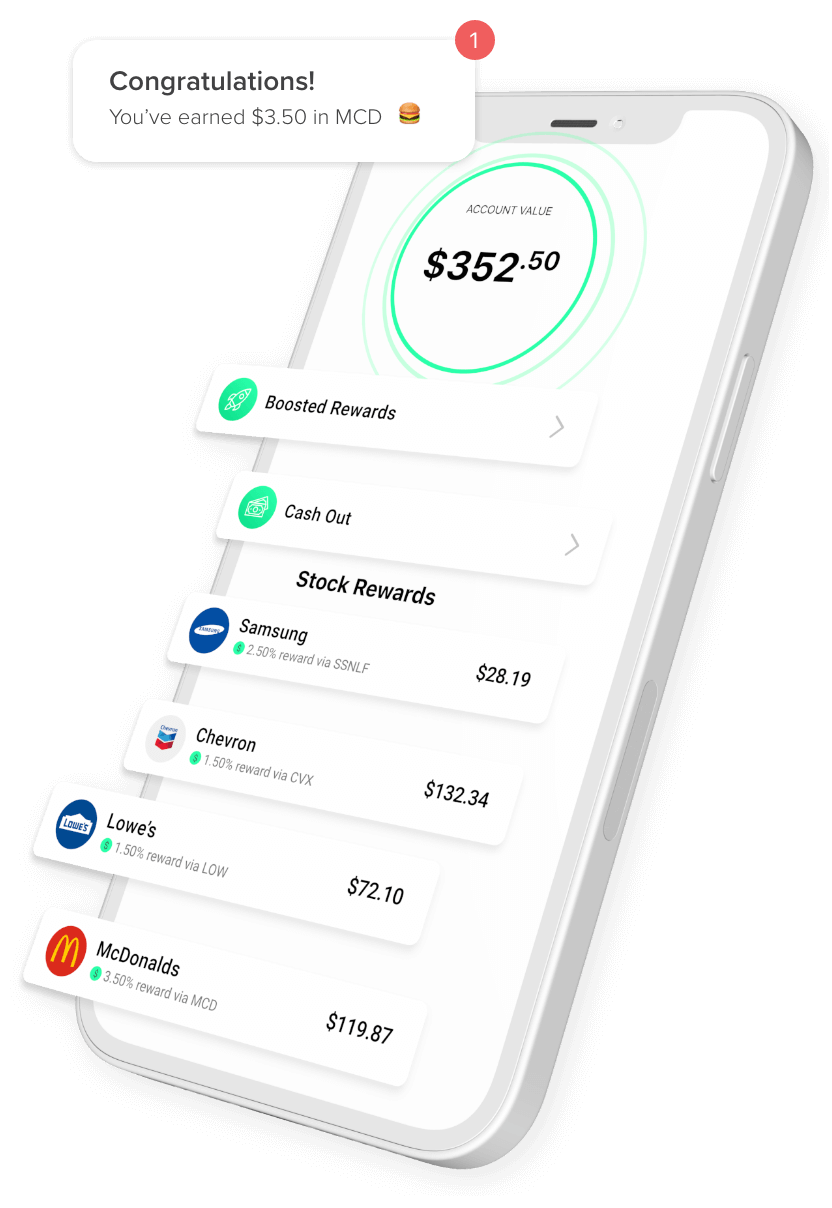 1
Congratulations!
You’ve earned $3.50 in MCD
ACCOUNT VALUE
$352.50
Boosted Rewards
Cash Out
Stock Rewards
SAMSUNG
Samsung
$ 2.50% reward via SSNLF
$28.19
Chevron
Chevron
$ 1.50% reward via CVX
$132.34
LOWE'S
Lowe’s
$ 1.50% reward via LOW
$72.10
McDonalds
$ 3.50% reward via MCD
$119.87